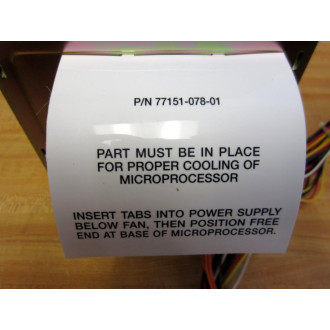 P/N 77151-078-01
PART MUST BE IN PLACE
FOR PROPER COOLING OF
MICROPROCESSOR
INSERT TABS INTO POWER SUPPLY
BELOW FAN, THEN POSITION FREE
END AT BASE OF MICROPROCESSOR.